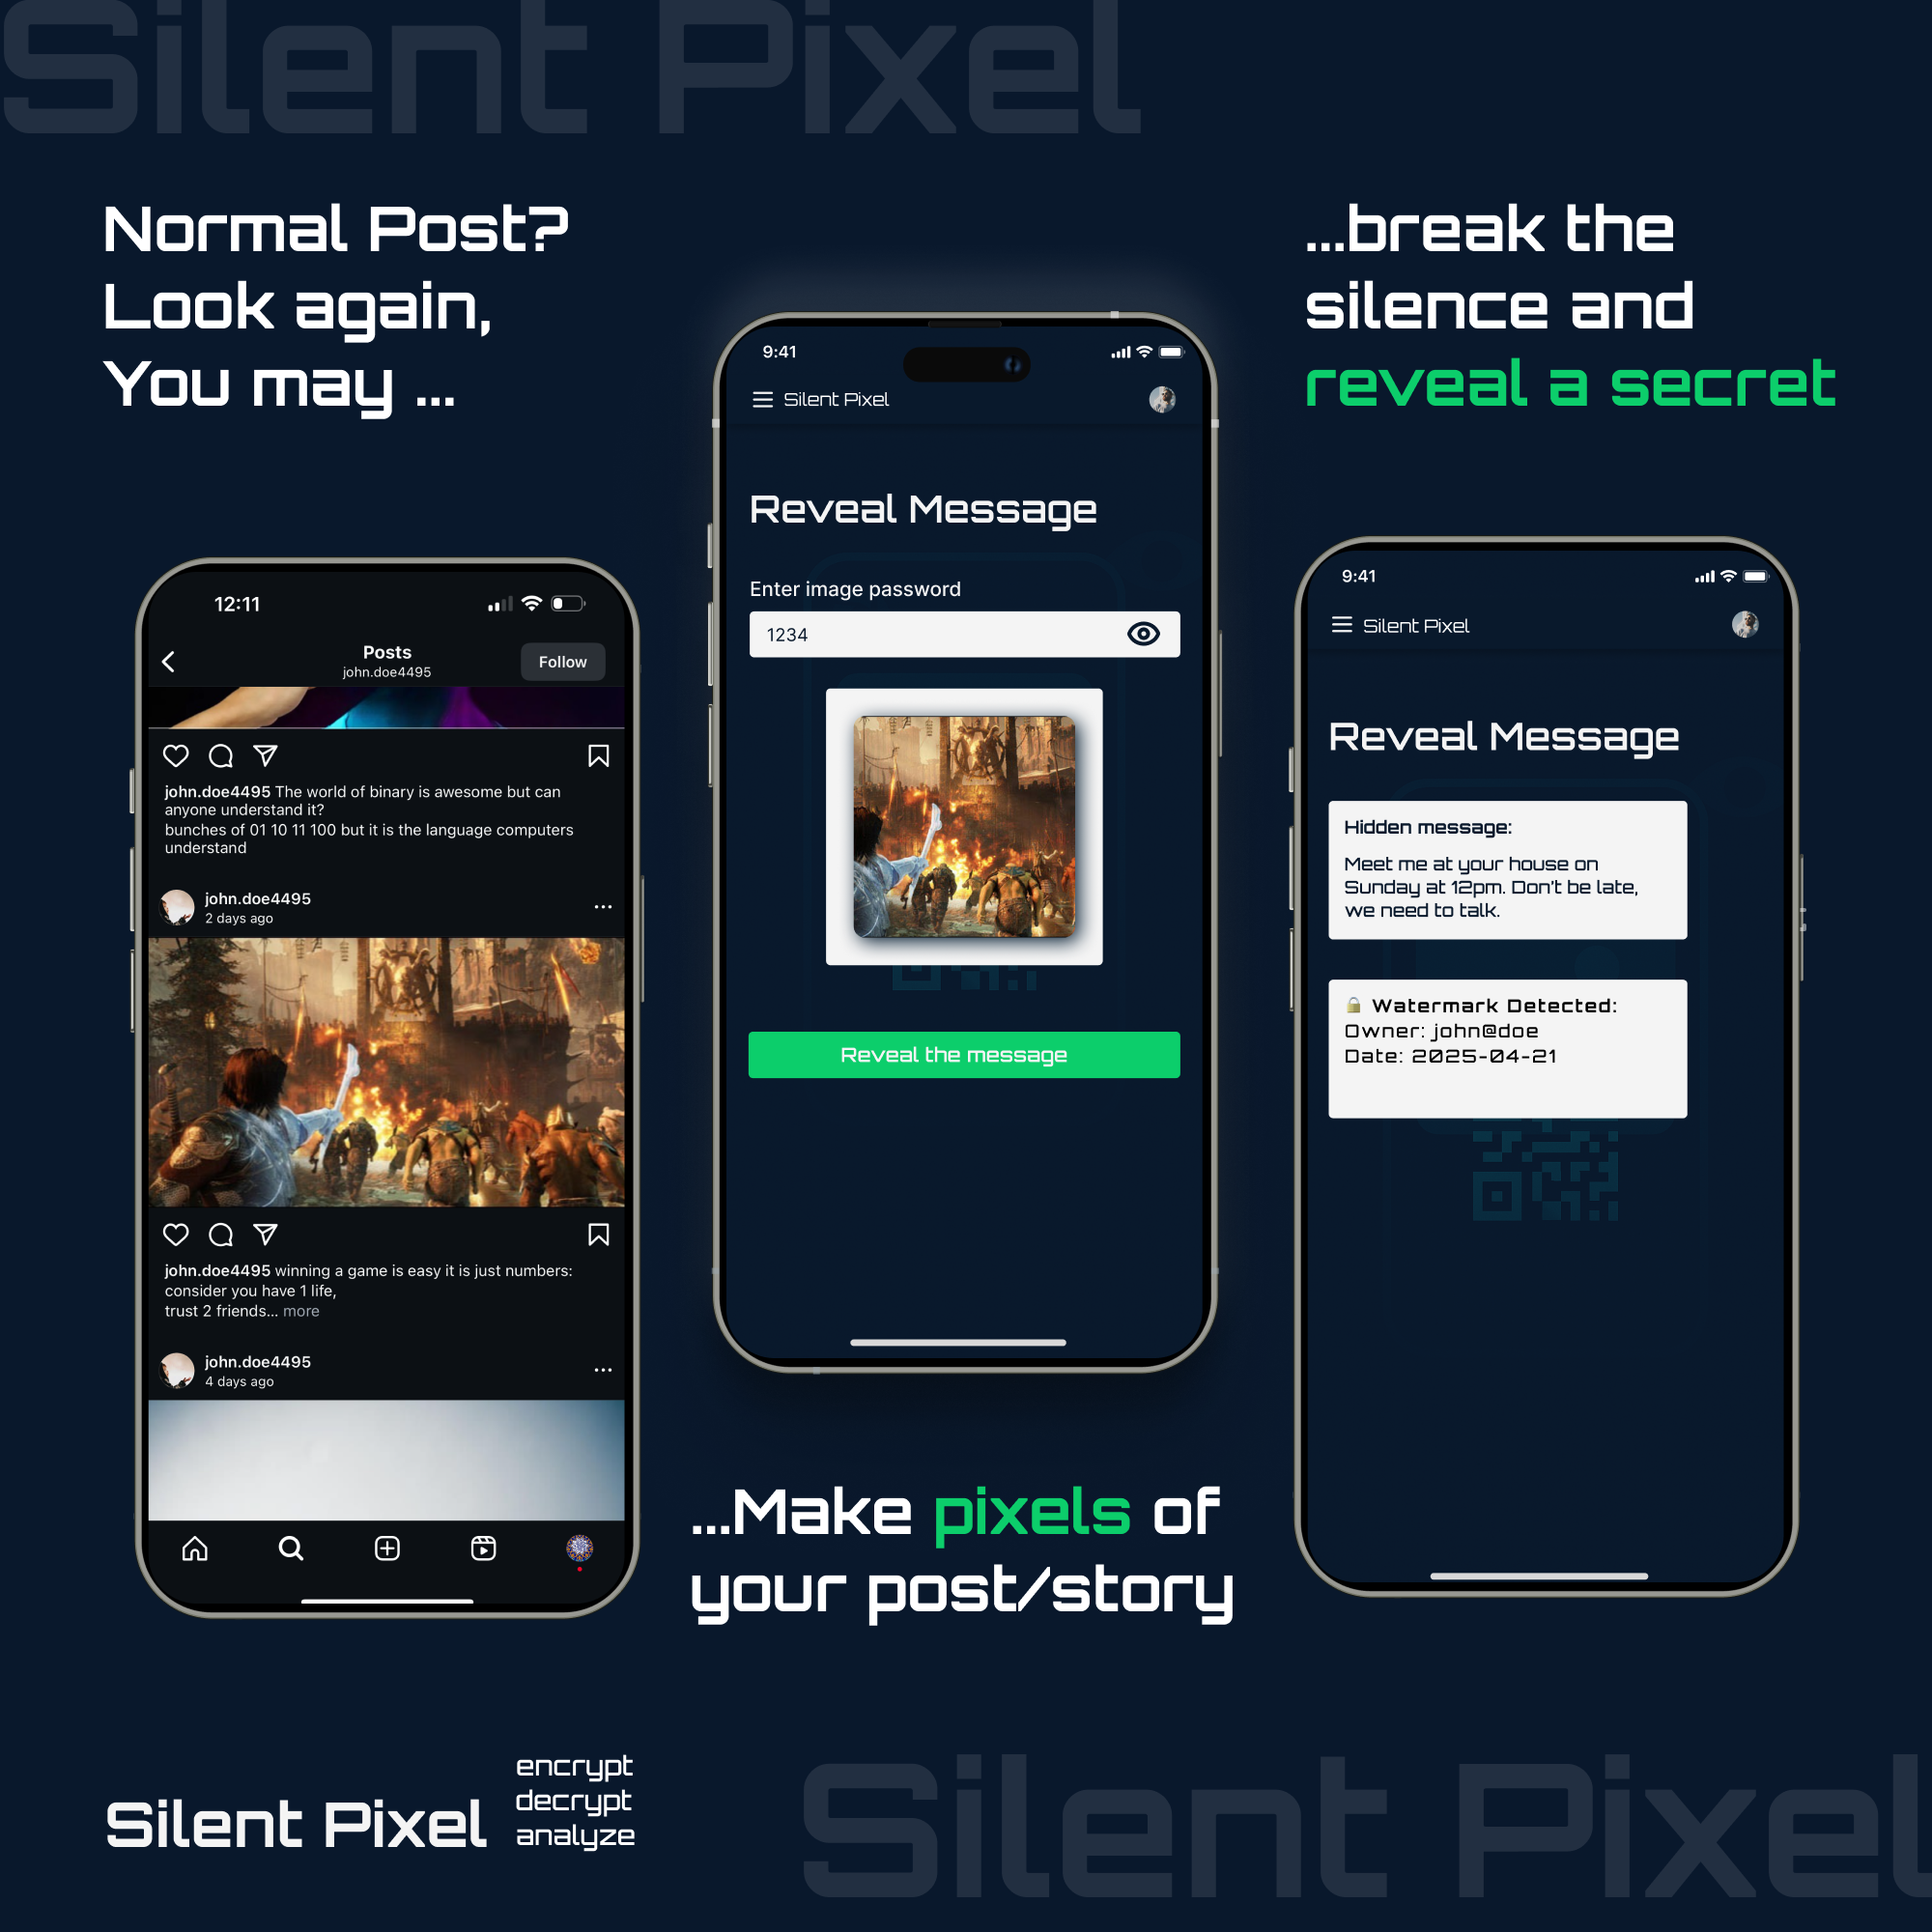 Silent Pixel
Normal Post?
Look again,
You may ...
...break the
silence and
reveal a secret
12:11
Posts
john.doe4495
Follow
john.doe4495 The world of binary is awesome but can
anyone understand it?
bunches of 01 10 11 100 but it is the language computers
understand
john.doe4495
2 days ago
john.doe4495 winning a game is easy it is just numbers:
consider you have 1 life,
trust 2 friends... more
john.doe4495
4 days ago
9:41
Silent Pixel
Reveal Message
Enter image password
1234
Reveal the message
...Make pixels of
your post/story
9:41
Silent Pixel
Reveal Message
Hidden message:
Meet me at your house on
Sunday at 12pm. Don't be late,
we need to talk.
🔒 Watermark Detected:
Owner: john@doe
Date: 2025-04-21
Silent Pixel
encrypt
decrypt
analyze
Silent Pixel